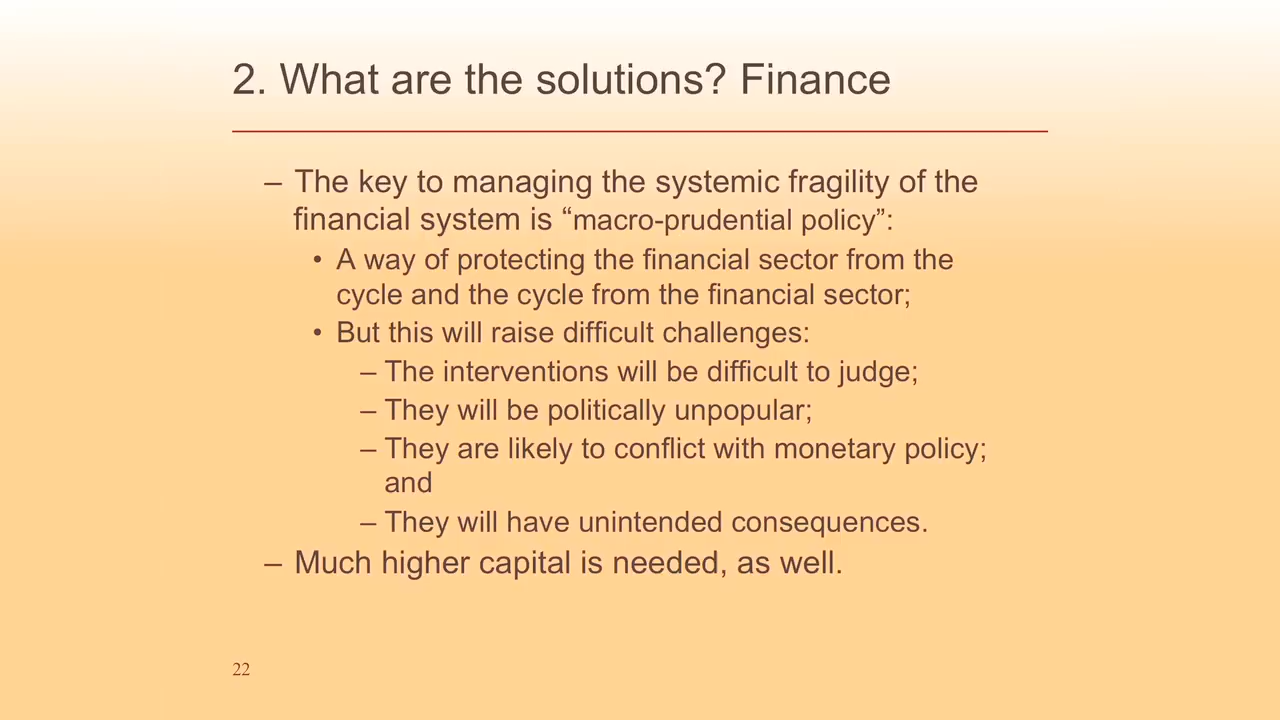 2. What are the solutions? Finance
– The key to managing the systemic fragility of the
financial system is “macro-prudential policy”:
• A way of protecting the financial sector from the
cycle and the cycle from the financial sector;
• But this will raise difficult challenges:
– The interventions will be difficult to judge;
– They will be politically unpopular;
– They are likely to conflict with monetary policy;
and
– They will have unintended consequences.
– Much higher capital is needed, as well.
22